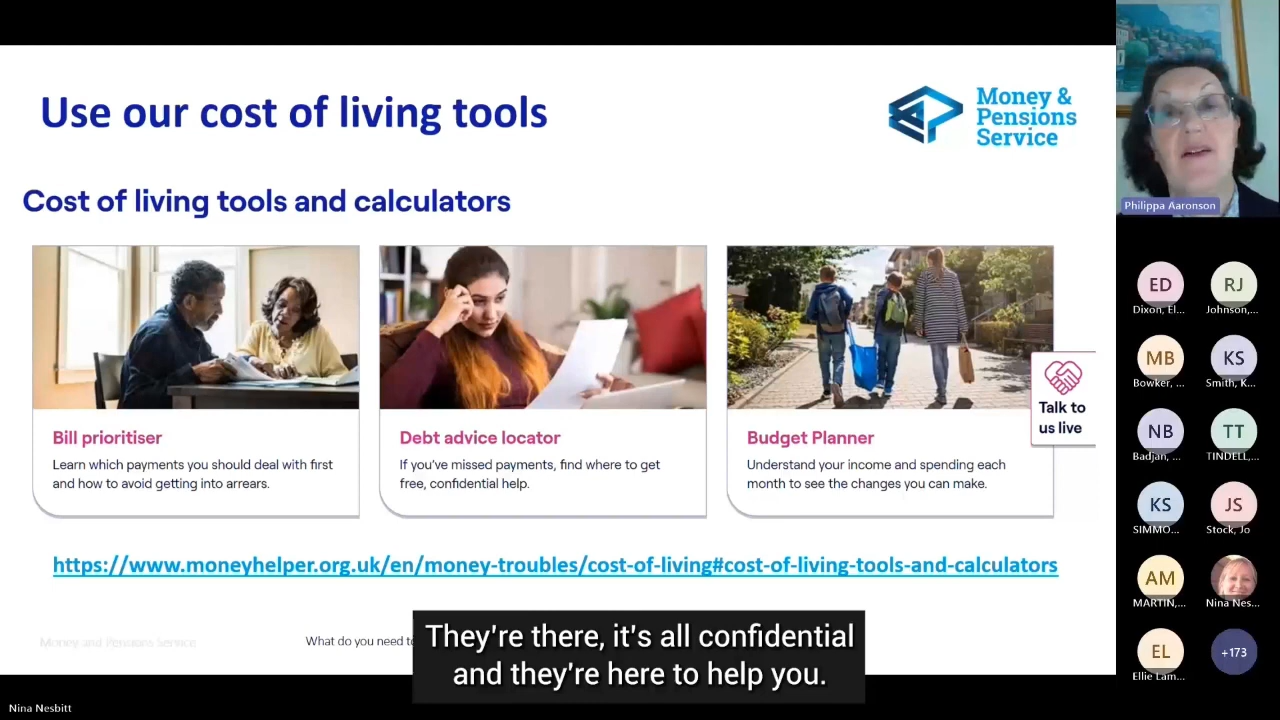 Use our cost of living tools
Money &
Pensions
Service
Cost of living tools and calculators
Bill prioritiser
Learn which payments you should deal with first
and how to avoid getting into arrears.
Debt advice locator
If you've missed payments, find where to get
free, confidential help.
Budget Planner
Understand your income and spending each
month to see the changes you can make.
Talk to
us live
https://www.moneyhelper.org.uk/en/money-troubles/cost-of-living#cost-of-living-tools-and-calculators
Money and Pensions Service
What do you need to
They're there, it's all confidential
and they're here to help you.
Nina Nesbitt
Philippa Aaronson
ED
Dixon, El...
RJ
Johnson,...
MB
Bowker, ...
KS
Smith, K...
NB
Badjan, ...
TT
TINDELL,...
KS
SIMMO...
JS
Stock, Jo
AM
MARTIN,...
Nina Nes...
EL
Ellie Lam...
+173